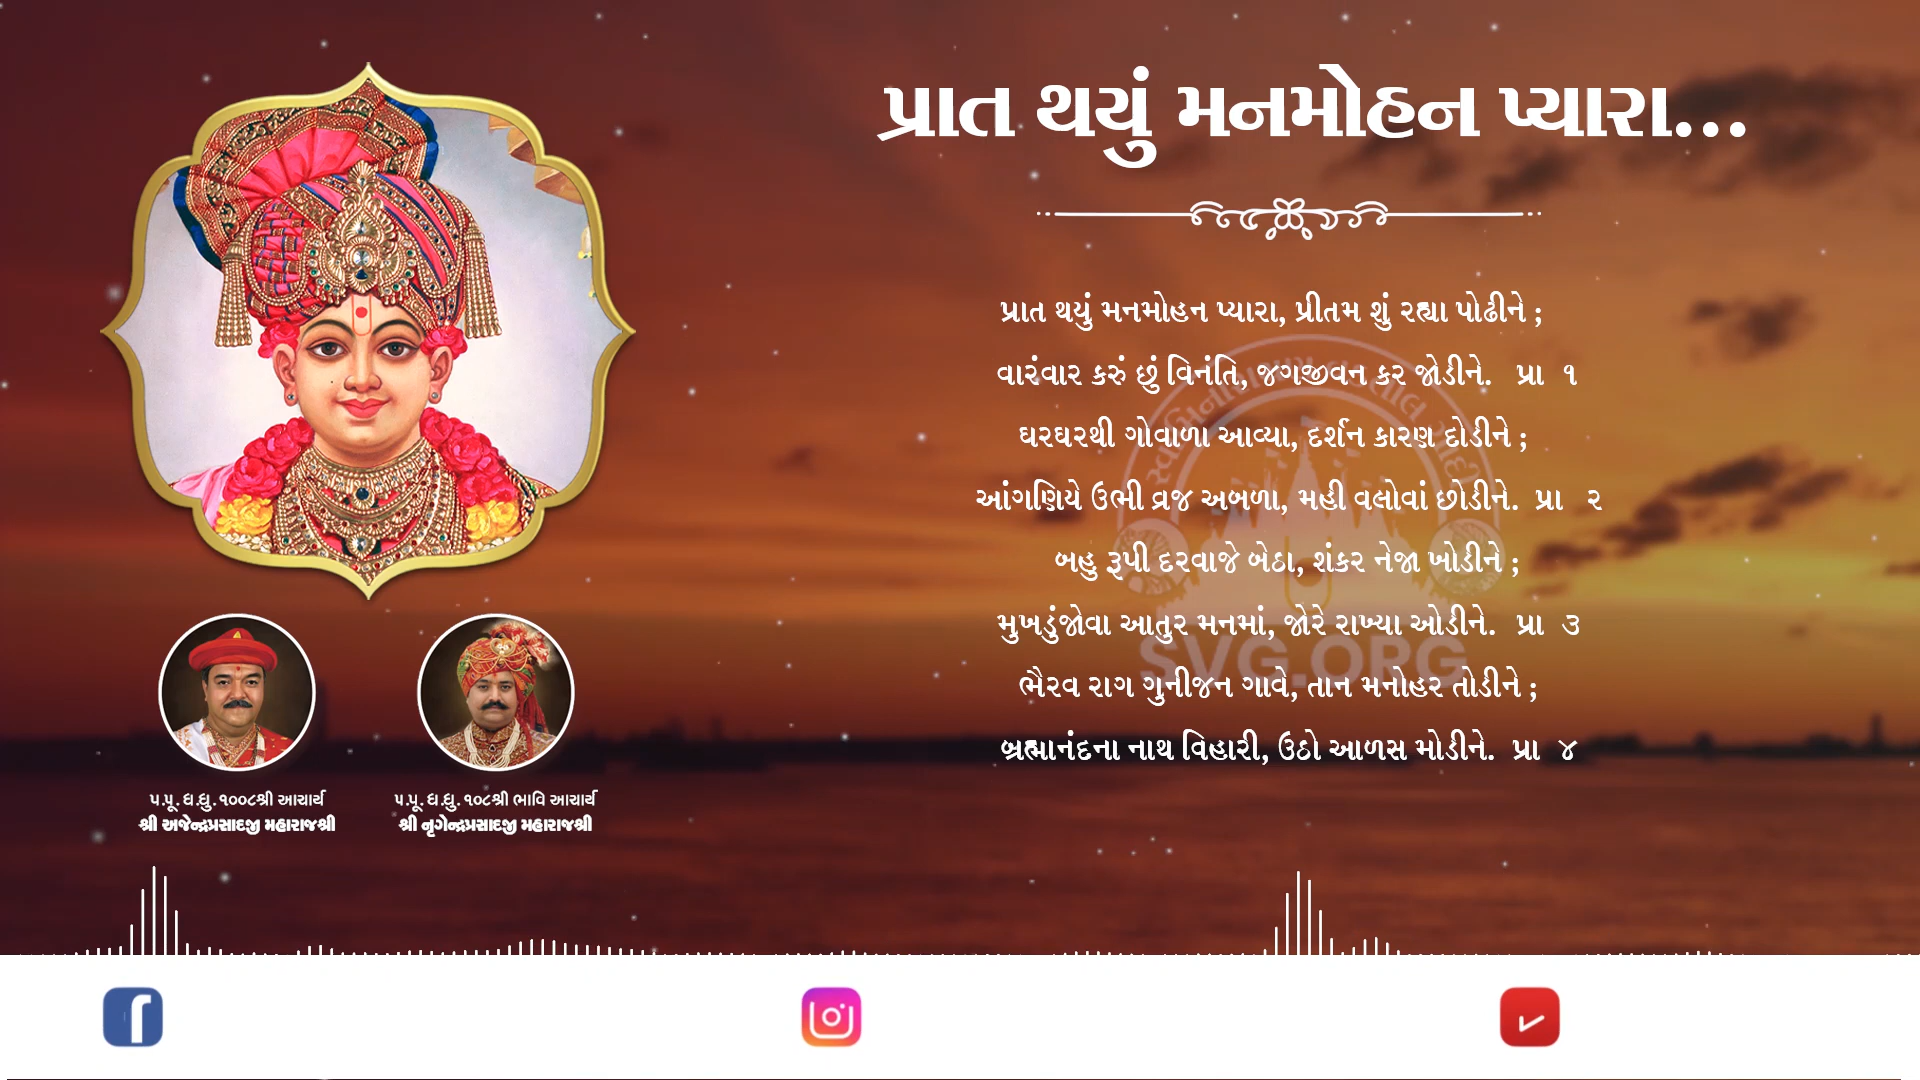 પ્રાત થયું મનમોહન પ્યારા...
પ્રાત થયું મનમોહન પ્યારા, પ્રીતમ શું રહ્યા પોઢીને ;
વારંવાર કરું છું વિનંતિ, જગજીવન કર જોડીને. પ્રા ૧
ઘરઘરથી ગોવાળા આવ્યા, દર્શન કારણ દોડીને ;
આંગણિયે ઉભી વ્રજ અબળા, મહી વલોવાં છોડીને. પ્રા ૨
બહુ રૂપી દરવાજે બેઠા, શંકર નેજા ખોડીને ;
મુખડુંજોવા આતુર મનમાં, જોરે રાખ્યા ઓડીને. પ્રા ૩
ભૈરવ રાગ ગુનીજન ગાવે, તાન મનોહર તોડીને ;
બ્રહ્માનંદના નાથ વિહારી, ઉઠો આળસ મોડીને. પ્રા ૪
SVG.ORG
પ.પૂ. ધ.ધુ. ૧૦૦૮શ્રી આચાર્ય
શ્રી અજેન્દ્રપ્રસાદજી મહારાજશ્રી
પ.પૂ. ધ.ધુ. ૧૦૮શ્રી ભાવિ આચાર્ય
શ્રી નૃગેન્દ્રપ્રસાદજી મહારાજશ્રી